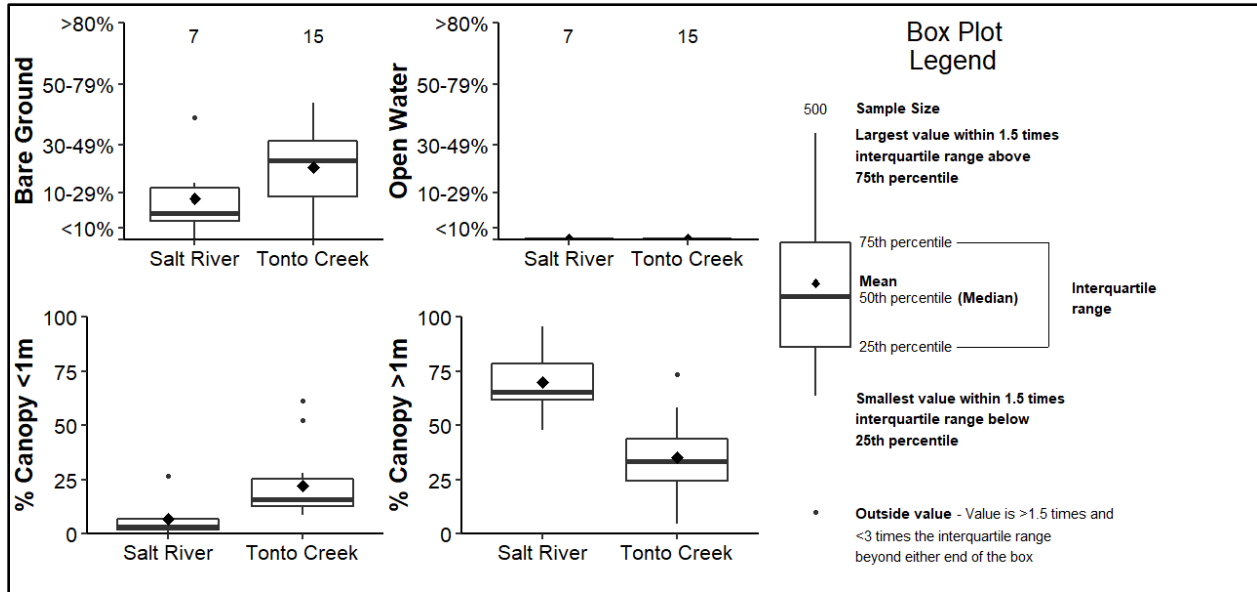 Bare Ground
>80%
50-79%
30-49%
10-29%
<10%
7
15
Salt River
Tonto Creek
Open Water
>80%
50-79%
30-49%
10-29%
<10%
7
15
Salt River
Tonto Creek
% Canopy <1m
100
75
50
25
0
Salt River
Tonto Creek
% Canopy >1m
100
75
50
25
0
Salt River
Tonto Creek
Box Plot
Legend
500
Sample Size
Largest value within 1.5 times
interquartile range above
75th percentile
75th percentile
Mean
50th percentile (Median)
Interquartile
range
25th percentile
Smallest value within 1.5 times
interquartile range below
25th percentile
Outside value - Value is >1.5 times and
<3 times the interquartile range
beyond either end of the box